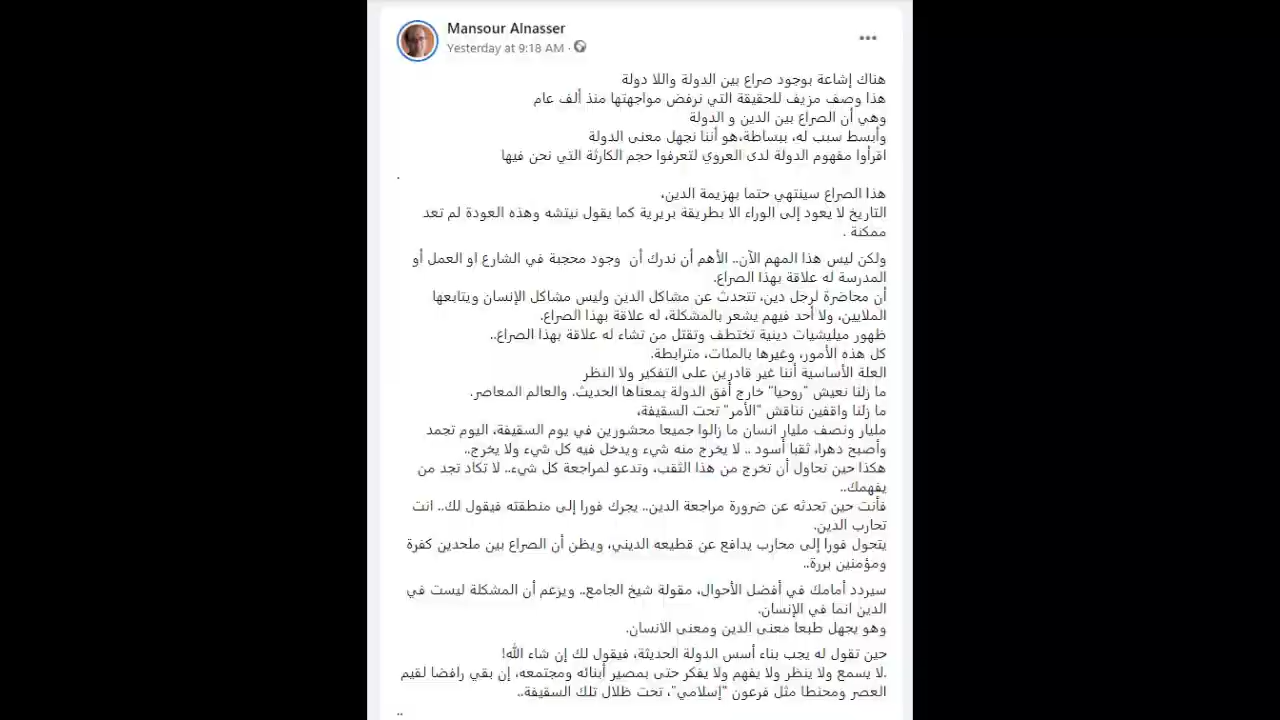 Mansour Alnasser
Yesterday at 9:18 AM ·
هناك إشاعة بوجود صراع بين الدولة واللا دولة
هذا وصف مزيف للحقيقة التي نرفض مواجهتها منذ ألف عام
وهي أن الصراع بين الدين و الدولة
وأبسط سبب له، ببساطة،هو أننا نجهل معنى الدولة
اقرأوا مفهوم الدولة لدى العروي لتعرفوا حجم الكارثة التي نحن فيها
.
هذا الصراع سينتهي حتما بهزيمة الدين،
التاريخ لا يعود إلى الوراء الا بطريقة بربرية كما يقول نيتشه وهذه العودة لم تعد
ممكنة .
ولكن ليس هذا المهم الآن.. الأهم أن ندرك أن وجود محجبة في الشارع او العمل أو
المدرسة له علاقة بهذا الصراع.
أن محاضرة لرجل دين، تتحدث عن مشاكل الدين وليس مشاكل الإنسان ويتابعها
الملايين، ولا أحد فيهم يشعر بالمشكلة، له علاقة بهذا الصراع.
ظهور ميليشيات دينية تختطف وتقتل من تشاء له علاقة بهذا الصراع..
كل هذه الأمور، وغيرها بالمئات، مترابطة.
العلة الأساسية أننا غير قادرين على التفكير ولا النظر
ما زلنا نعيش "روحيا" خارج أفق الدولة بمعناها الحديث. والعالم المعاصر.
ما زلنا واقفين نناقش "الأمر" تحت السقيفة،
مليار ونصف مليار انسان ما زالوا جميعا محشورين في يوم السقيفة، اليوم تجمد
وأصبح دهرا، ثقبا أسود .. لا يخرج منه شيء ويدخل فيه كل شيء ولا يخرج..
هكذا حين تحاول أن تخرج من هذا الثقب، وتدعو لمراجعة كل شيء.. لا تكاد تجد من
يفهمك..
فأنت حين تحدثه عن ضرورة مراجعة الدين.. يجرك فورا إلى منطقته فيقول لك.. انت
تحارب الدين.
يتحول فورا إلى محارب يدافع عن قطيعه الديني، ويظن أن الصراع بين ملحدين كفرة
ومؤمنين بررة..
سيردد أمامك في أفضل الأحوال، مقولة شيخ الجامع.. ويزعم أن المشكلة ليست في
الدين انما في الإنسان.
وهو يجهل طبعا معنى الدين ومعنى الانسان.
حين تقول له يجب بناء أسس الدولة الحديثة، فيقول لك إن شاء الله!
.لا يسمع ولا ينظر ولا يفهم ولا يفكر حتى بمصير أبنائه ومجتمعه، إن بقي رافضا لقيم
العصر ومحنطا مثل فرعون "إسلامي"، تحت ظلال تلك السقيفة..
..